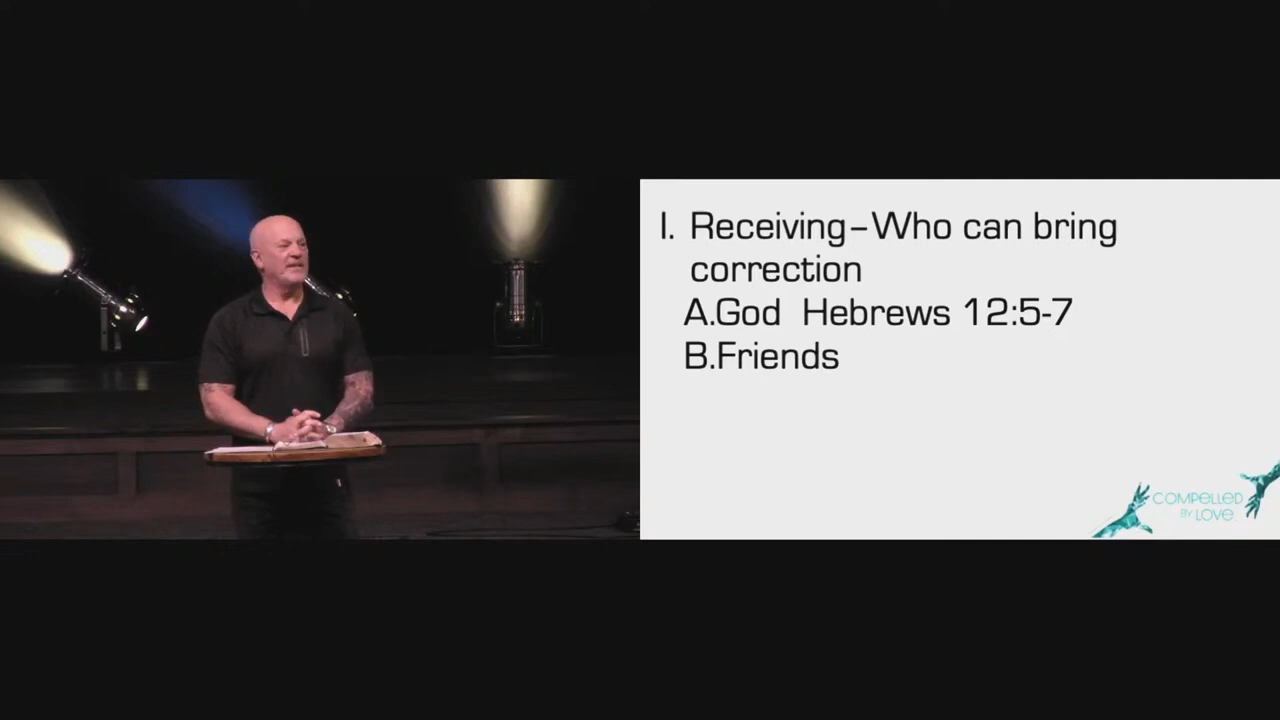 I. Receiving–Who can bring
correction
A.God Hebrews 12:5-7
B.Friends
COMPELLED
BY LOVE